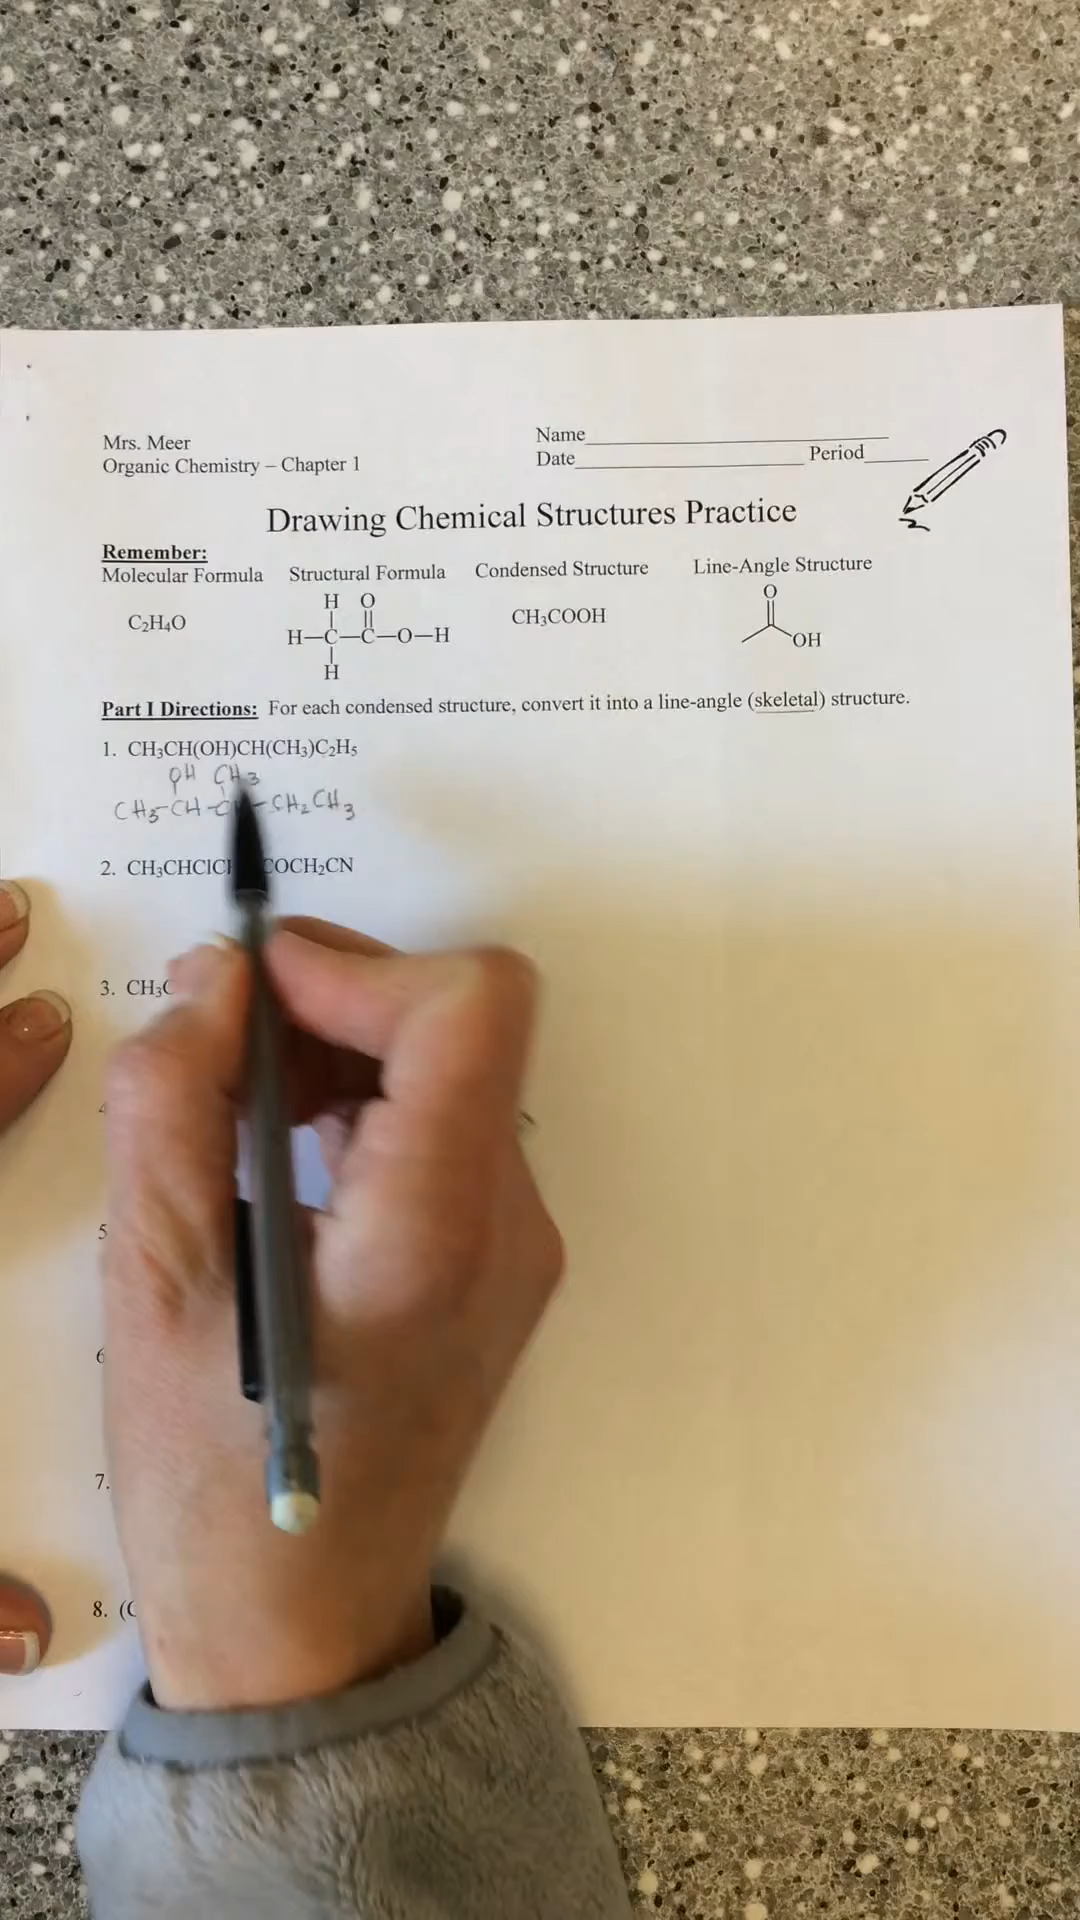 Mrs. Meer
Organic Chemistry – Chapter 1
Name
Date Period
Drawing Chemical Structures Practice
Remember:
Molecular Formula Structural Formula Condensed Structure Line-Angle Structure
C₂H₄O
H O
H—C—C—O—H
H
CH₃COOH
O
OH
Part I Directions: For each condensed structure, convert it into a line-angle (skeletal) structure.
1. CH₃CH(OH)CH(CH₃)C₂H₅
OH CH₃
CH₃-CH-C - CH₂CH₃
2. CH₃CHClC COCH₂CN
3. CH₃C
5
6
7.
8. (C